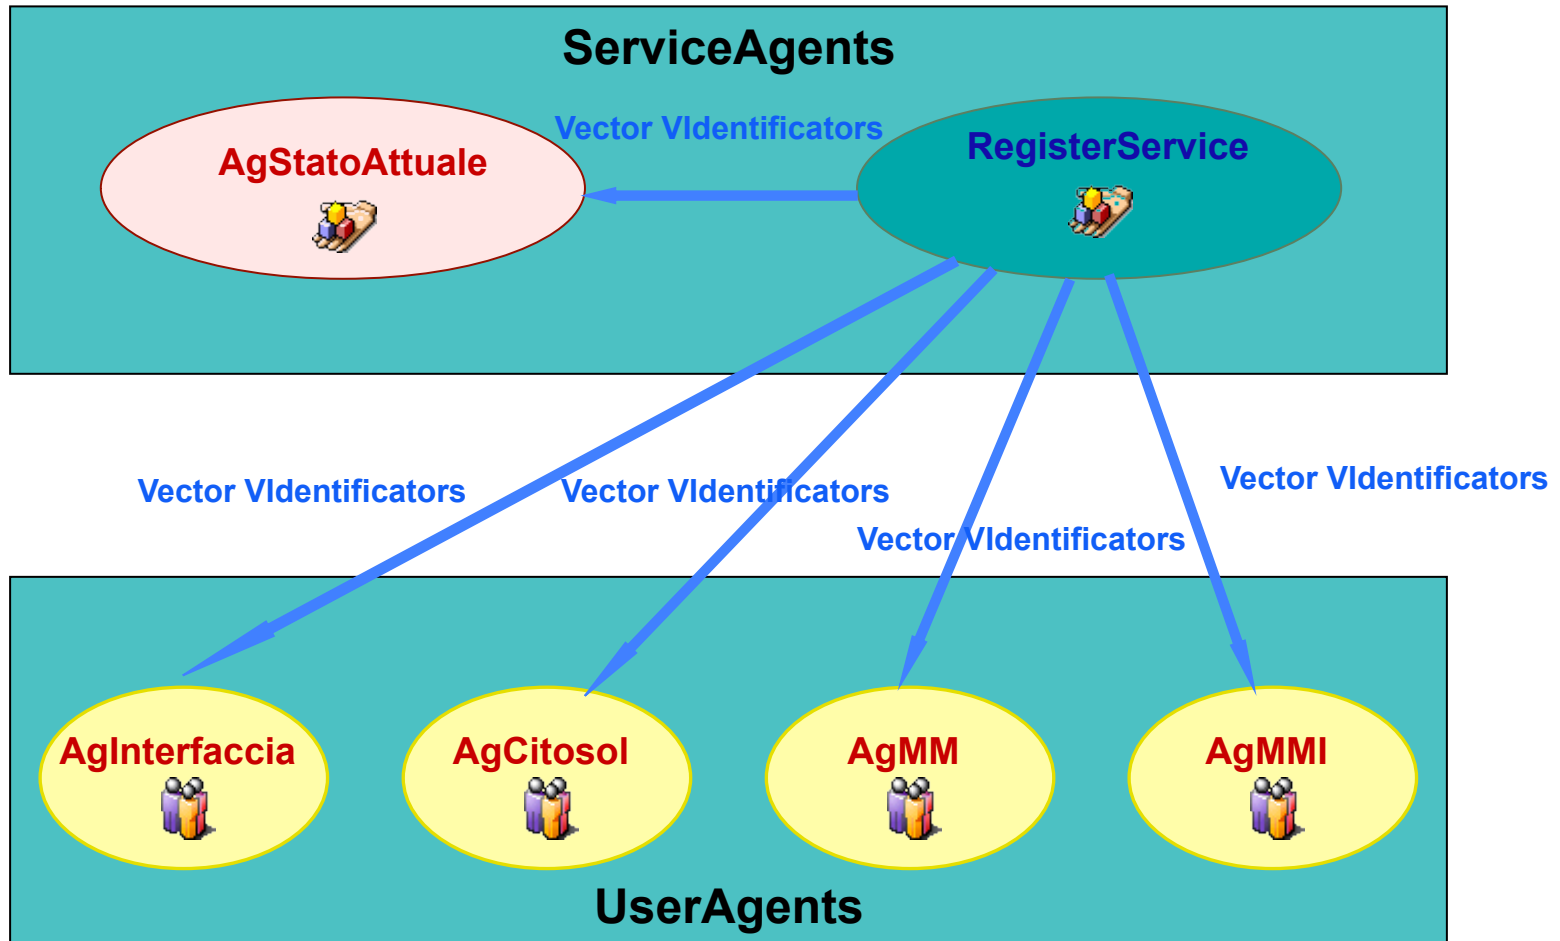 ServiceAgents
Vector VIdentificators
AgStatoAttuale
RegisterService
Vector VIdentificators
Vector VIdentificators
Vector VIdentificators
Vector VIdentificators
AgInterfaccia
AgCitosol
AgMM
AgMMI
UserAgents